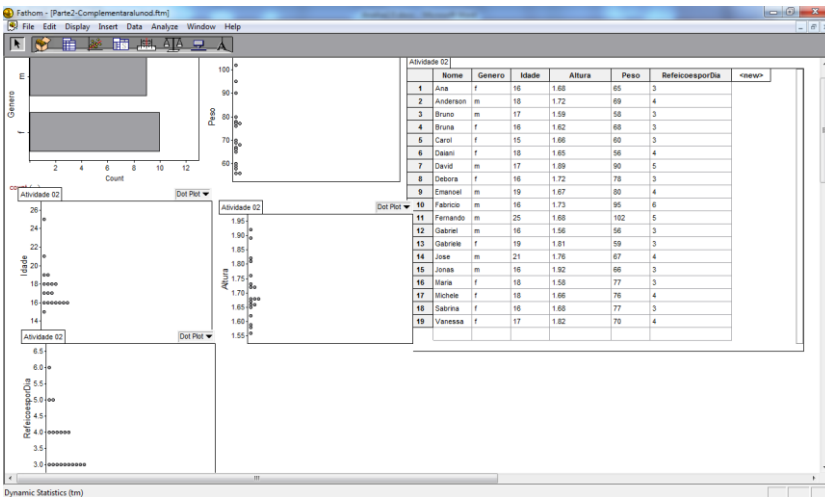 Fathom - [Parte2-Complementaralunod.ftm]
File Edit Display Insert Data Analyze Window Help
Genero
m
f
2 4 6 8 10 12
Count
Peso
100
90
80
70
60
Atividade 02
Nome Genero Idade Altura Peso RefeicoesporDia <new>
1 Ana f 16 1.68 65 3
2 Anderson m 18 1.72 69 4
3 Bruno m 17 1.59 58 3
4 Bruna f 16 1.62 68 3
5 Carol f 15 1.66 60 3
6 Daiani f 18 1.65 56 4
7 David m 17 1.89 90 5
8 Debora f 16 1.72 78 3
9 Emanoel m 19 1.67 80 4
10 Fabricio m 16 1.73 95 6
11 Fernando m 25 1.68 102 5
12 Gabriel m 16 1.56 56 3
13 Gabriele f 19 1.81 59 3
14 Jose m 21 1.76 67 4
15 Jonas m 16 1.92 66 3
16 Maria f 18 1.58 77 3
17 Michele f 18 1.66 76 4
18 Sabrina f 16 1.68 77 3
19 Vanessa f 17 1.82 70 4
Atividade 02 Dot Plot
Idade
26
24
22
20
18
16
14
Atividade 02 Dot Plot
Altura
1.95
1.90
1.85
1.80
1.75
1.70
1.65
1.60
1.55
Atividade 02 Dot Plot
RefeicoesporDia
6.5
6.0
5.5
5.0
4.5
4.0
3.5
3.0
Dynamic Statistics (tm)